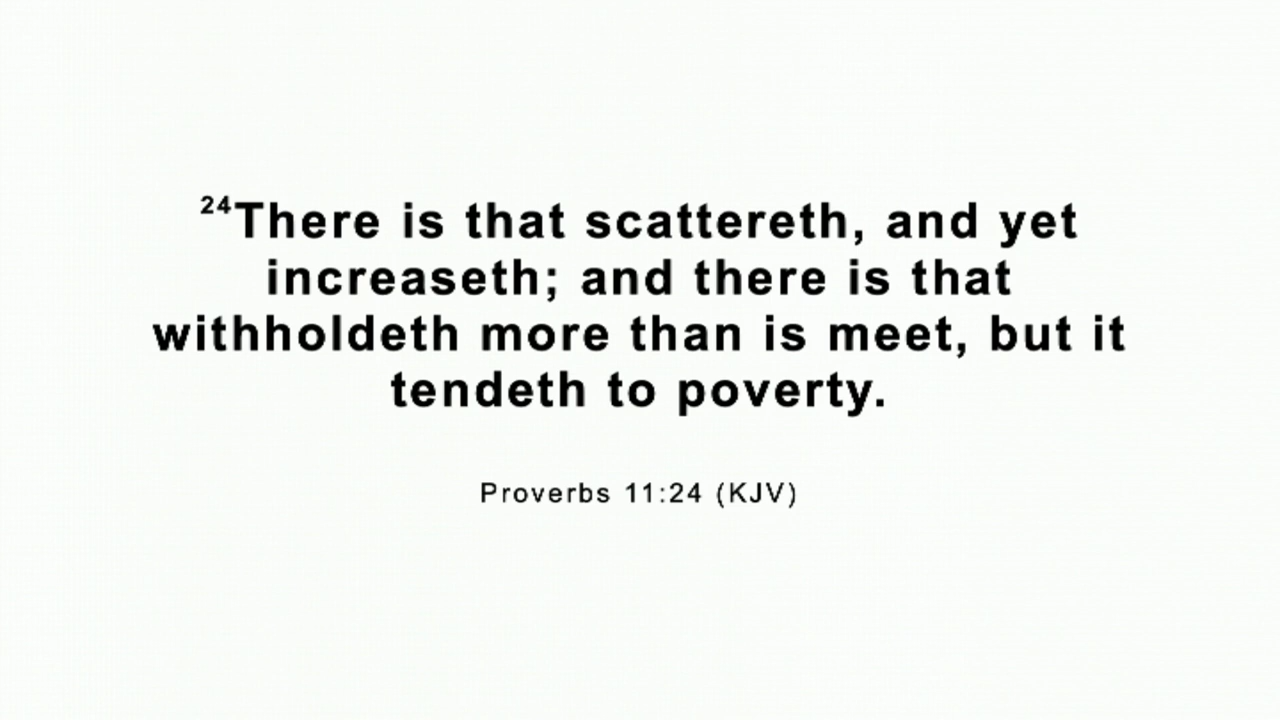 ²⁴There is that scattereth, and yet
increaseth; and there is that
withholdeth more than is meet, but it
tendeth to poverty.
Proverbs 11:24 (KJV)